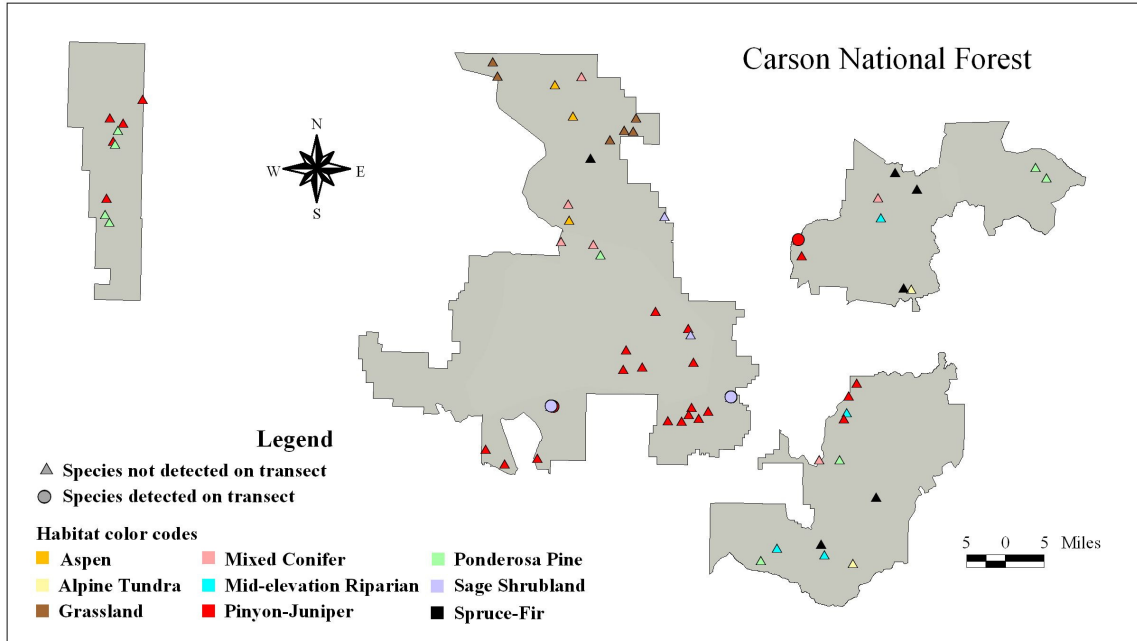 Carson National Forest
N
W E
S
Legend
Species not detected on transect
Species detected on transect
Habitat color codes
Aspen Mixed Conifer Ponderosa Pine
Alpine Tundra Mid-elevation Riparian Sage Shrubland
Grassland Pinyon-Juniper Spruce-Fir
5 0 5 Miles